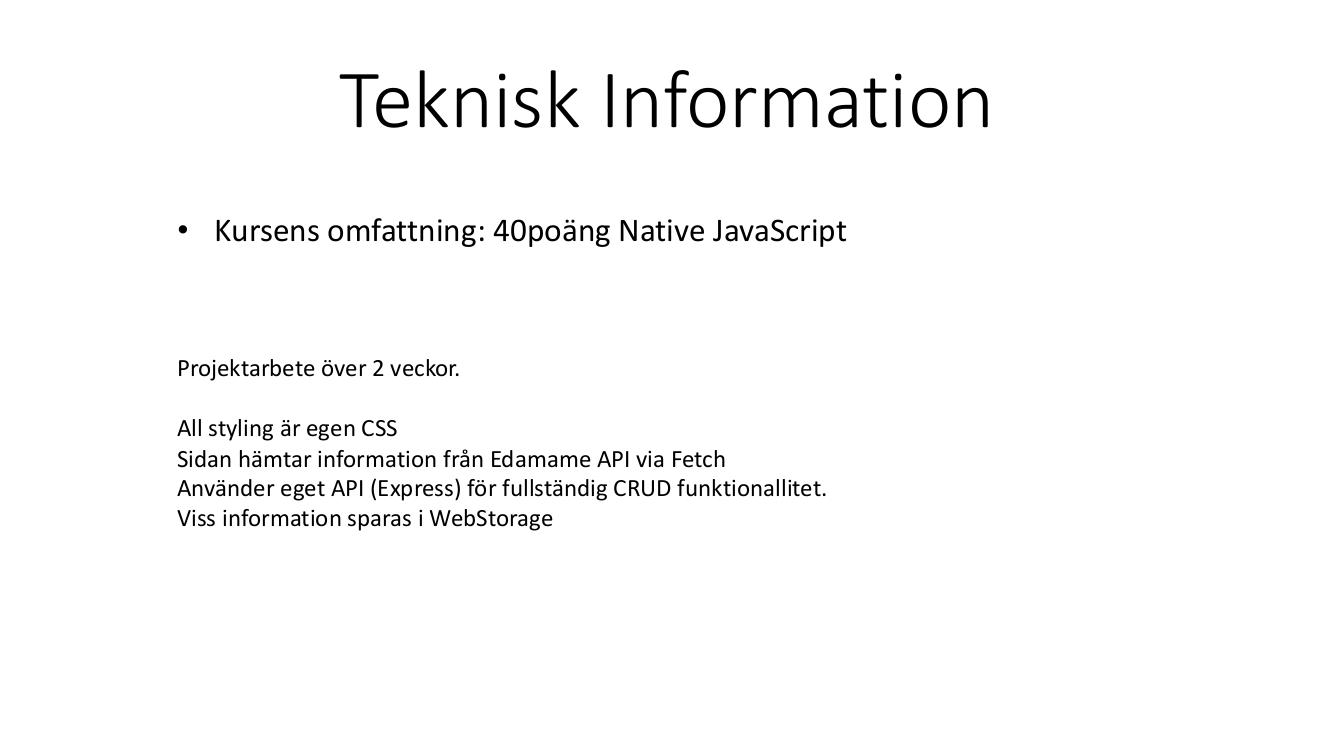 Teknisk Information
• Kursens omfattning: 40poäng Native JavaScript
Projektarbete över 2 veckor.
All styling är egen CSS
Sidan hämtar information från Edamame API via Fetch
Använder eget API (Express) för fullständig CRUD funktionallitet.
Viss information sparas i WebStorage